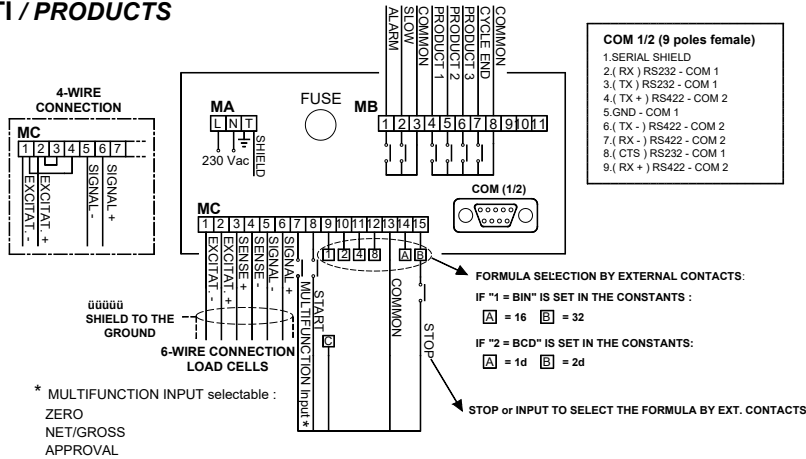 TI / PRODUCTS
ALARM
SLOW
COMMON
PRODUCT 1
PRODUCT 2
PRODUCT 3
CYCLE END
COMMON
COM 1/2 (9 poles female)
1.SERIAL SHIELD
2.( RX ) RS232 - COM 1
3.( TX ) RS232 - COM 1
4.( TX + ) RS422 - COM 2
5.GND - COM 1
6.( TX - ) RS422 - COM 2
7.( RX - ) RS422 - COM 2
8.( CTS ) RS232 - COM 1
9.( RX + ) RS422 - COM 2
4-WIRE
CONNECTION
MC
1 2 3 4 5 6 7
EXCITAT. -
EXCITAT. +
SIGNAL -
SIGNAL +
MA
L N T
230 Vac
SHIELD
FUSE
MB
1 2 3 4 5 6 7 8 9 10 11
COM (1/2)
MC
1 2 3 4 5 6 7 8 9 10 11 12 13 14 15
EXCITAT. -
EXCITAT. +
SENSE +
SENSE -
SIGNAL -
SIGNAL +
MULTIFUNCTION Input *
START
C
1 2 4 8
COMMON
A B
STOP
üüüüü
SHIELD TO THE
GROUND
6-WIRE CONNECTION
LOAD CELLS
FORMULA SELECTION BY EXTERNAL CONTACTS:
IF "1 = BIN" IS SET IN THE CONSTANTS :
A = 16 B = 32
IF "2 = BCD" IS SET IN THE CONSTANTS:
A = 1d B = 2d
STOP or INPUT TO SELECT THE FORMULA BY EXT. CONTACTS
* MULTIFUNCTION INPUT selectable :
ZERO
NET/GROSS
APPROVAL